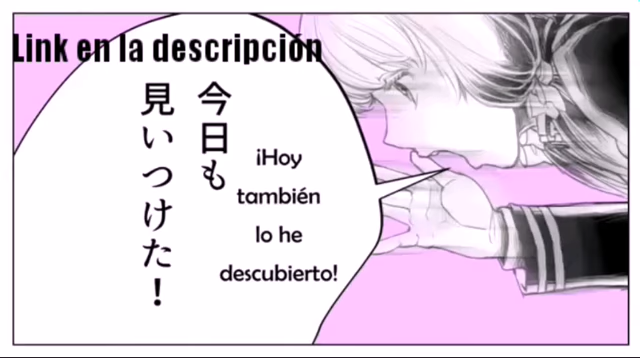 Link en la descripción
今日も
見いつけた！
¡Hoy
también
lo he
descubierto!